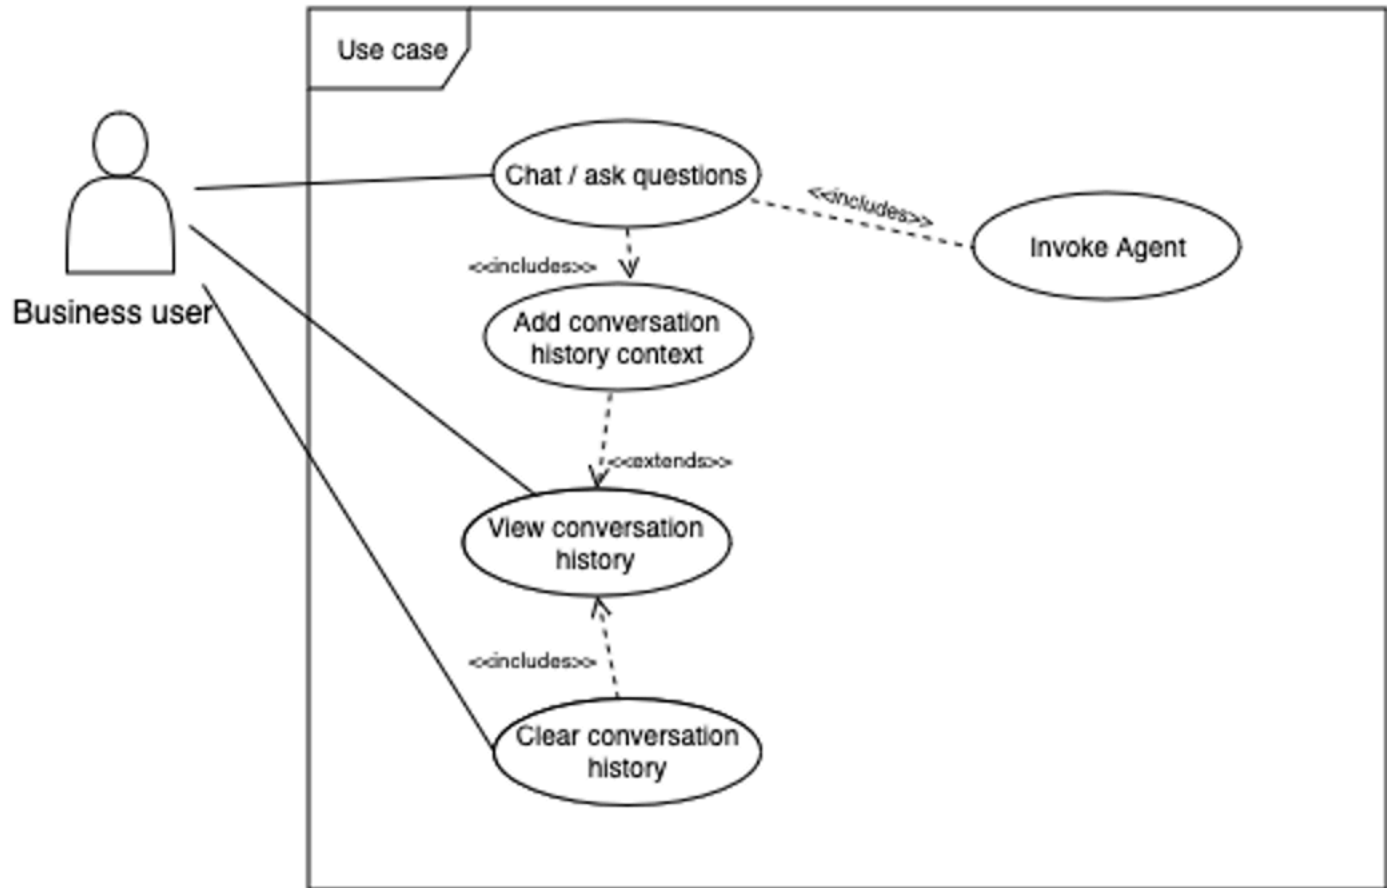 Use case
Chat / ask questions
<<includes>>
Invoke Agent
<<includes>>
Business user
Add conversation
history context
<<extends>>
View conversation
history
<<includes>>
Clear conversation
history